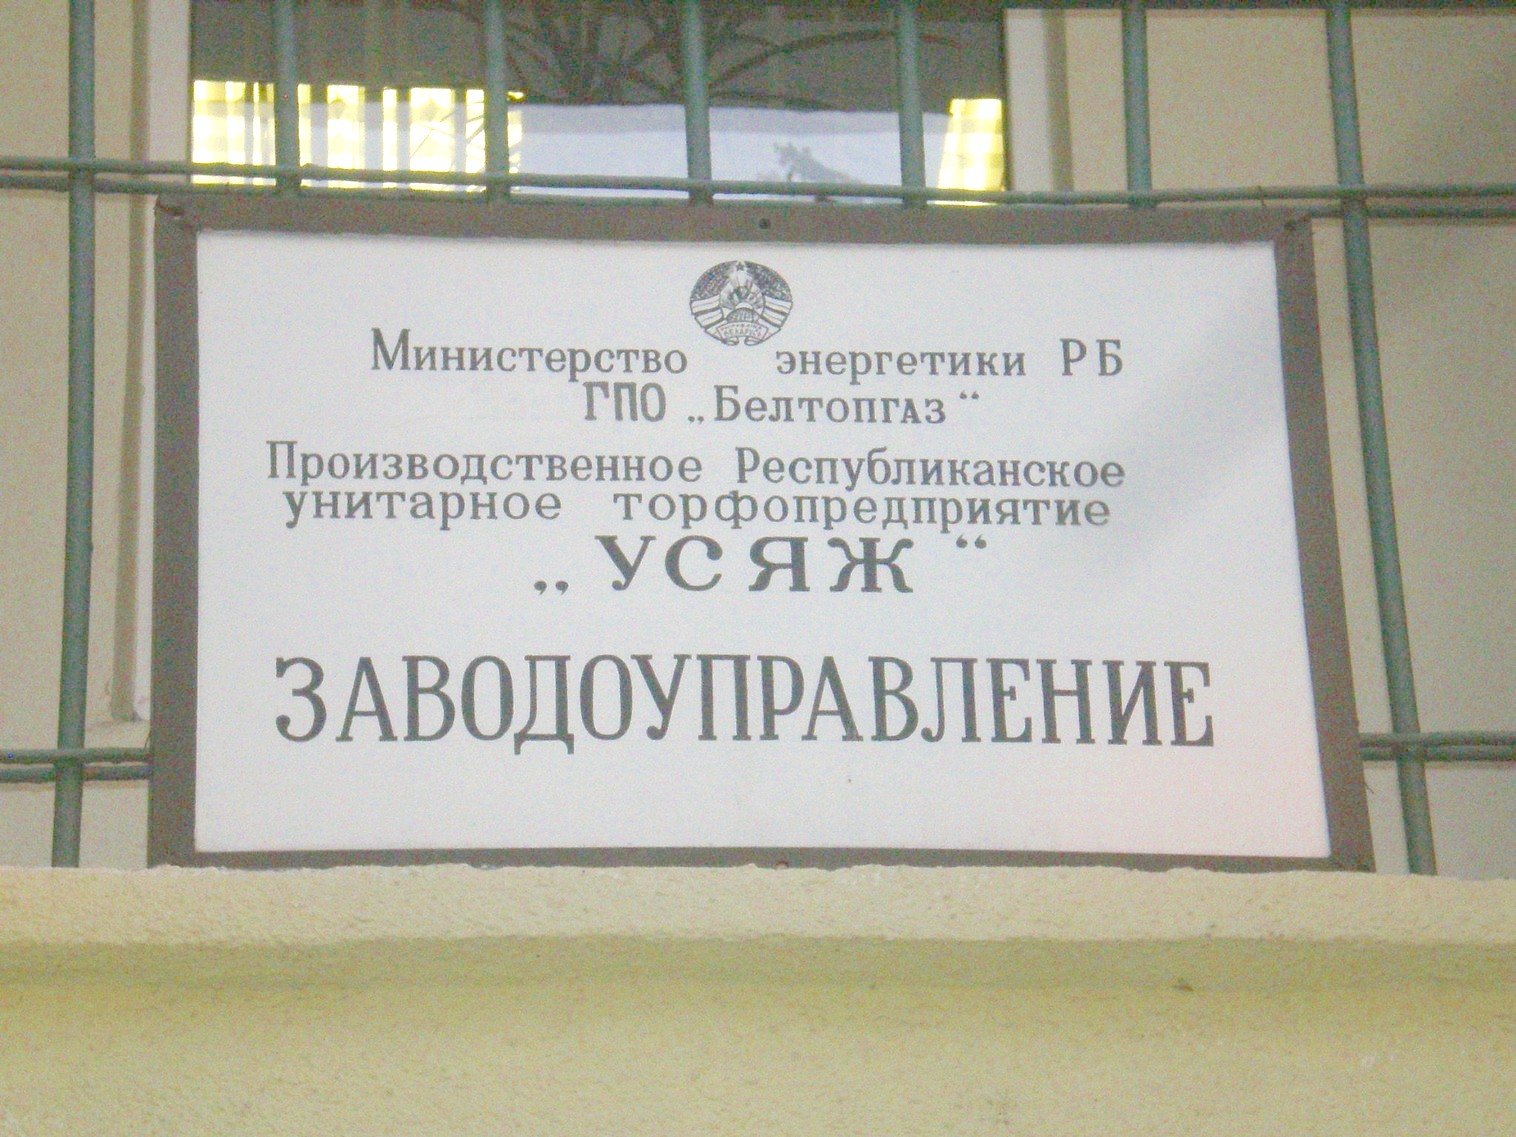 Министерство энергетики РБ
ГПО „Белтопгаз“
Производственное Республиканское
унитарное торфопредприятие
„УСЯЖ“
ЗАВОДОУПРАВЛЕНИЕ